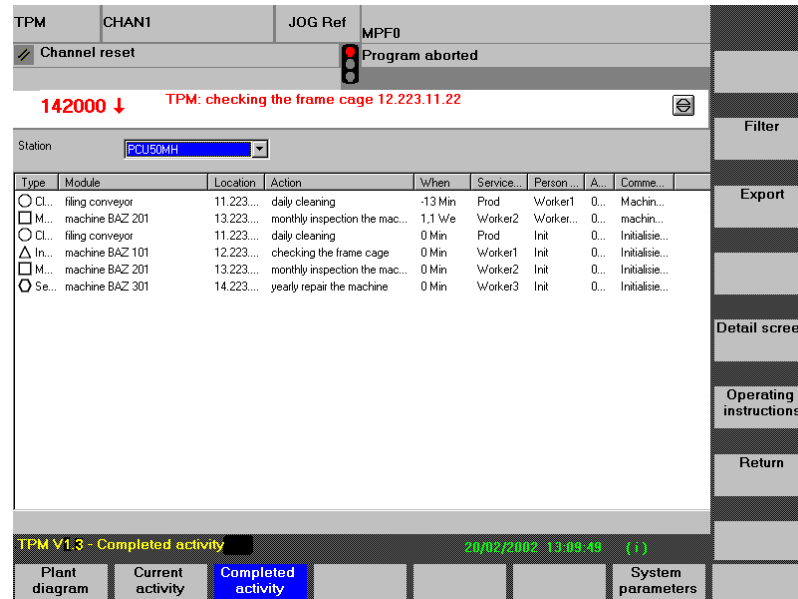 TPM CHAN1 JOG Ref MPF0
Channel reset Program aborted
142000 ↓ TPM: checking the frame cage 12.223.11.22
Filter
Station PCU50MH
Type Module Location Action When Service... Person ... A... Comme...
Export
Cl... filing conveyor 11.223.... daily cleaning -13 Min Prod Worker1 0... Machin...
M... machine BAZ 201 13.223.... monthly inspection the mac... 1,1 We Worker2 Worker... 0... machin...
Cl... filing conveyor 11.223.... daily cleaning 0 Min Prod Init 0... Initialisie...
In... machine BAZ 101 12.223.... checking the frame cage 0 Min Worker1 Init 0... Initialisie...
M... machine BAZ 201 13.223.... monthly inspection the mac... 0 Min Worker2 Init 0... Initialisie...
Se... machine BAZ 301 14.223.... yearly repair the machine 0 Min Worker3 Init 0... Initialisie...
Detail scree
Operating
instructions
Return
TPM V1.3 - Completed activity 20/02/2002 13:09:49 (i)
Plant
diagram
Current
activity
Completed
activity
System
parameters